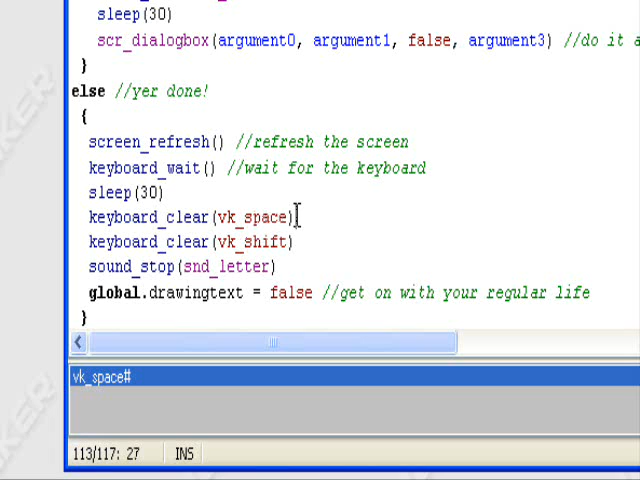 sleep(30)
scr_dialogbox(argument0, argument1, false, argument3) //do it a
}
else //yer done!
{
screen_refresh() //refresh the screen
keyboard_wait() //wait for the keyboard
sleep(30)
keyboard_clear(vk_space)
keyboard_clear(vk_shift)
sound_stop(snd_letter)
global.drawingtext = false //get on with your regular life
}
vk_space#
113/117: 27 INS